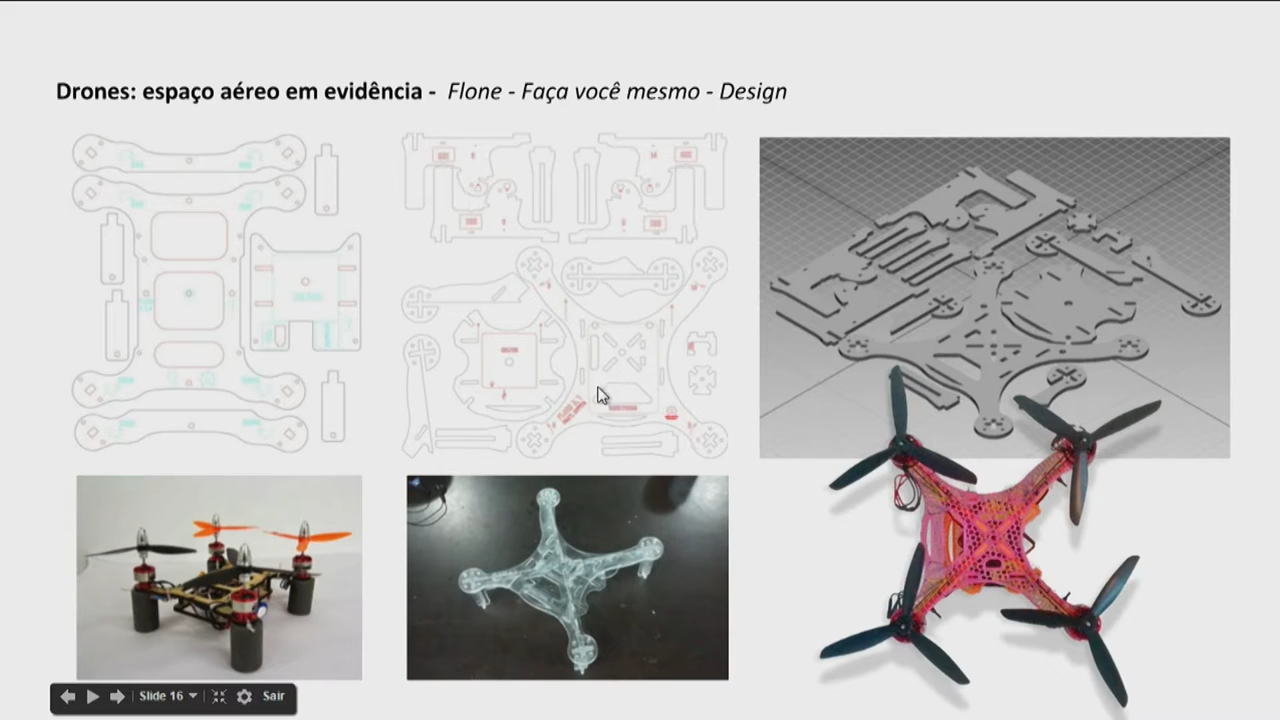 Drones: espaço aéreo em evidência - Flone - Faça você mesmo - Design
Slide 16
Sair